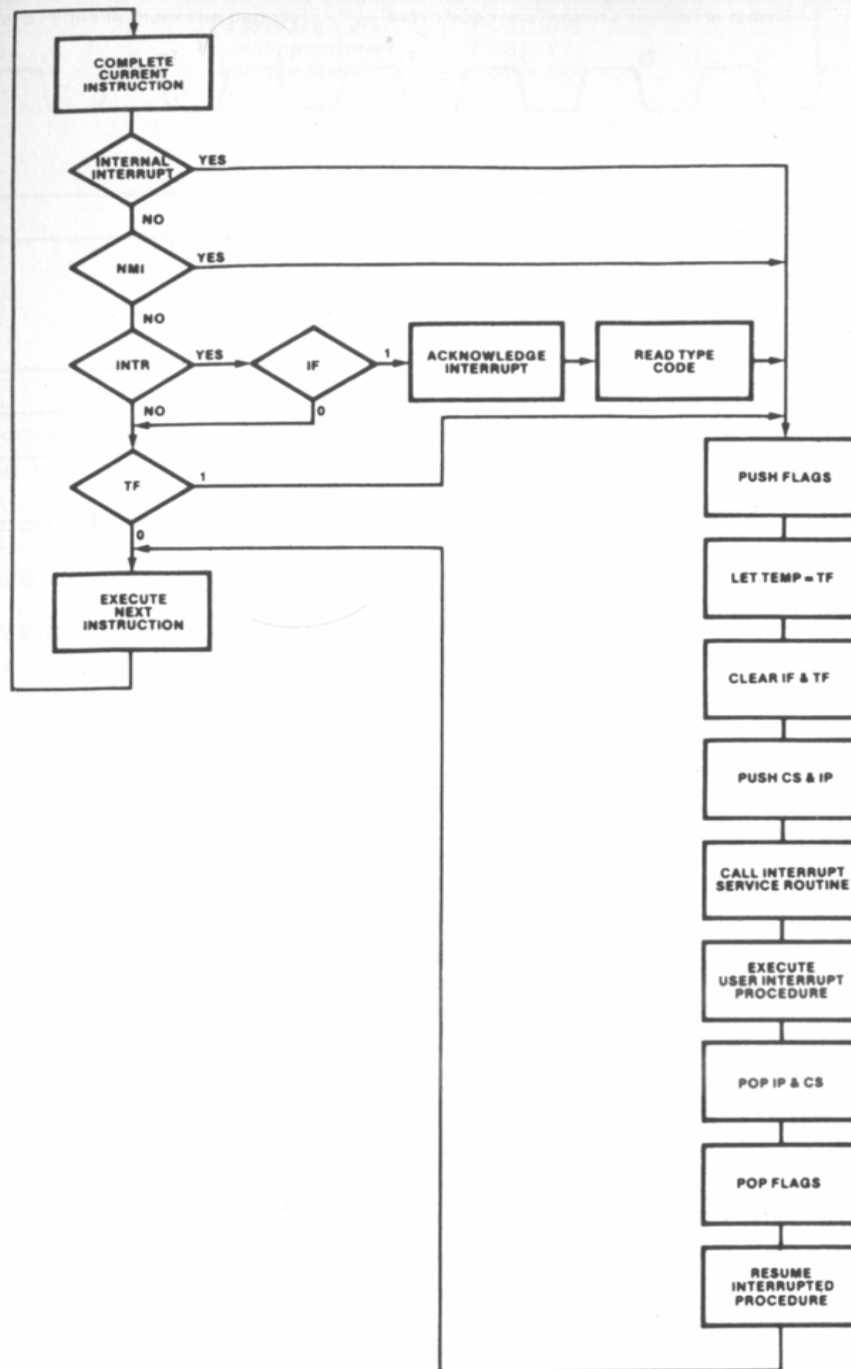 COMPLETE
CURRENT
INSTRUCTION
INTERNAL
INTERRUPT
YES
NO
NMI
YES
NO
INTR
YES
IF
1
ACKNOWLEDGE
INTERRUPT
READ TYPE
CODE
NO
0
TF
1
0
EXECUTE
NEXT
INSTRUCTION
PUSH FLAGS
LET TEMP = TF
CLEAR IF & TF
PUSH CS & IP
CALL INTERRUPT
SERVICE ROUTINE
EXECUTE
USER INTERRUPT
PROCEDURE
POP IP & CS
POP FLAGS
RESUME
INTERRUPTED
PROCEDURE